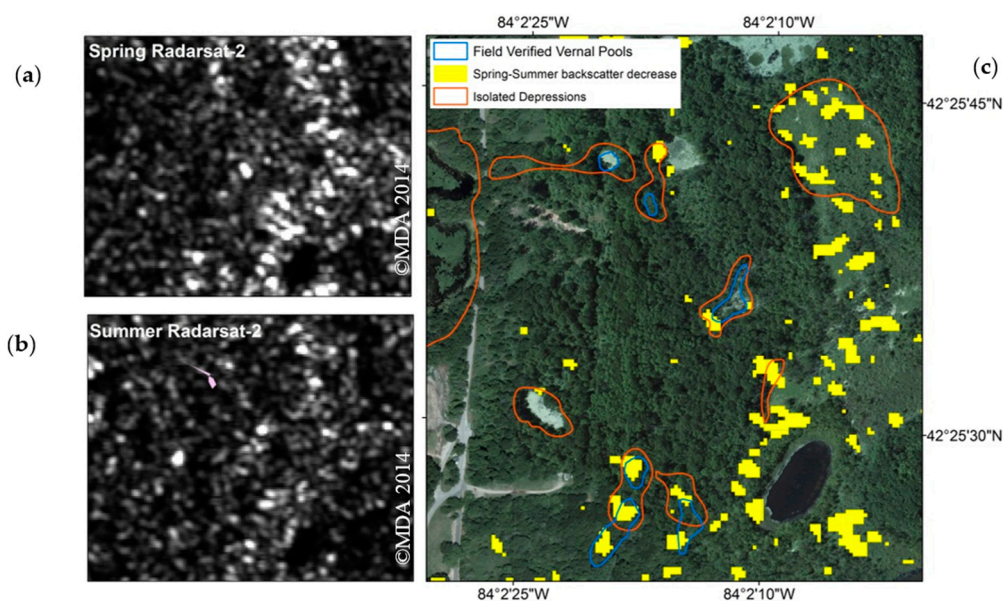 (a)
Spring Radarsat-2
©MDA 2014
(b)
Summer Radarsat-2
©MDA 2014
84°2'25"W
84°2'10"W
(c)
Field Verified Vernal Pools
Spring-Summer backscatter decrease
Isolated Depressions
42°25'45"N
42°25'30"N
84°2'25"W
84°2'10"W